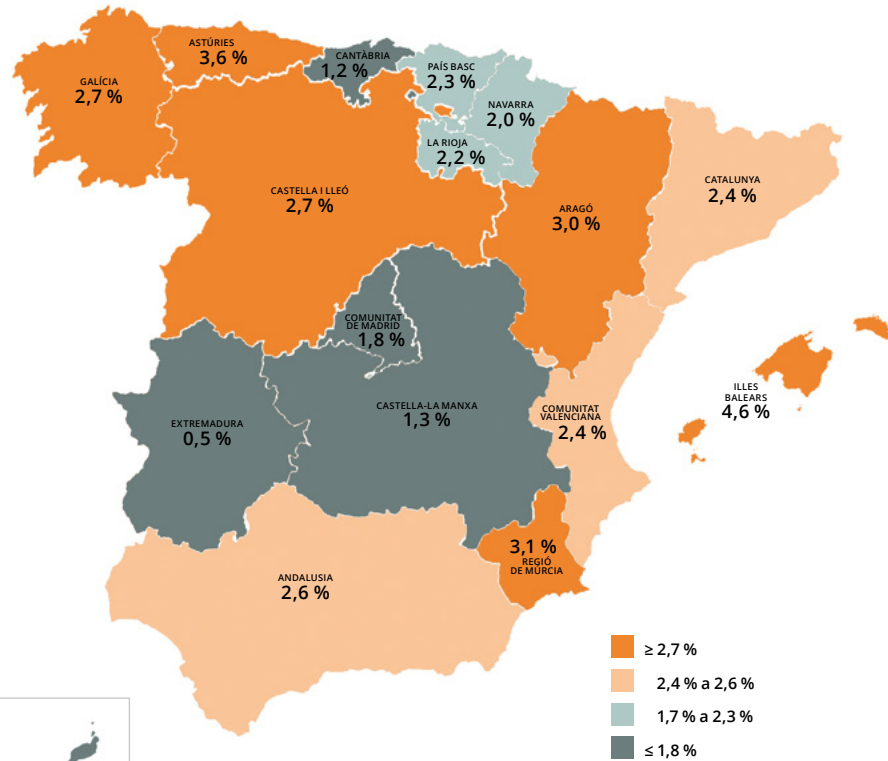 ASTÚRIES
3,6 %
CANTÀBRIA
1,2 %
PAÍS BASC
2,3 %
GALÍCIA
2,7 %
NAVARRA
2,0 %
LA RIOJA
2,2 %
CATALUNYA
2,4 %
CASTELLA I LLEÓ
2,7 %
ARAGÓ
3,0 %
COMUNITAT
DE MADRID
1,8 %
ILLES
BALEARS
4,6 %
CASTELLA-LA MANXA
1,3 %
COMUNITAT
VALENCIANA
2,4 %
EXTREMADURA
0,5 %
3,1 %
REGIÓ
DE MÚRCIA
ANDALUSIA
2,6 %
≥ 2,7 %
2,4 % a 2,6 %
1,7 % a 2,3 %
≤ 1,8 %